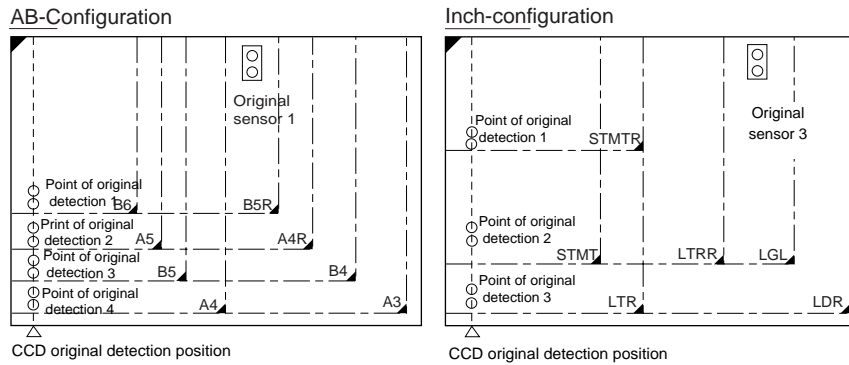 AB-Configuration
Original
sensor 1
Point of original
detection 1
B6
B5R
Print of original
detection 2
A5
A4R
Point of original
detection 3
B5
B4
Point of original
detection 4
A4
A3
CCD original detection position
Inch-configuration
Original
sensor 3
Point of original
detection 1
STMTR
Point of original
detection 2
STMT
LTRR
LGL
Point of original
detection 3
LTR
LDR
CCD original detection position